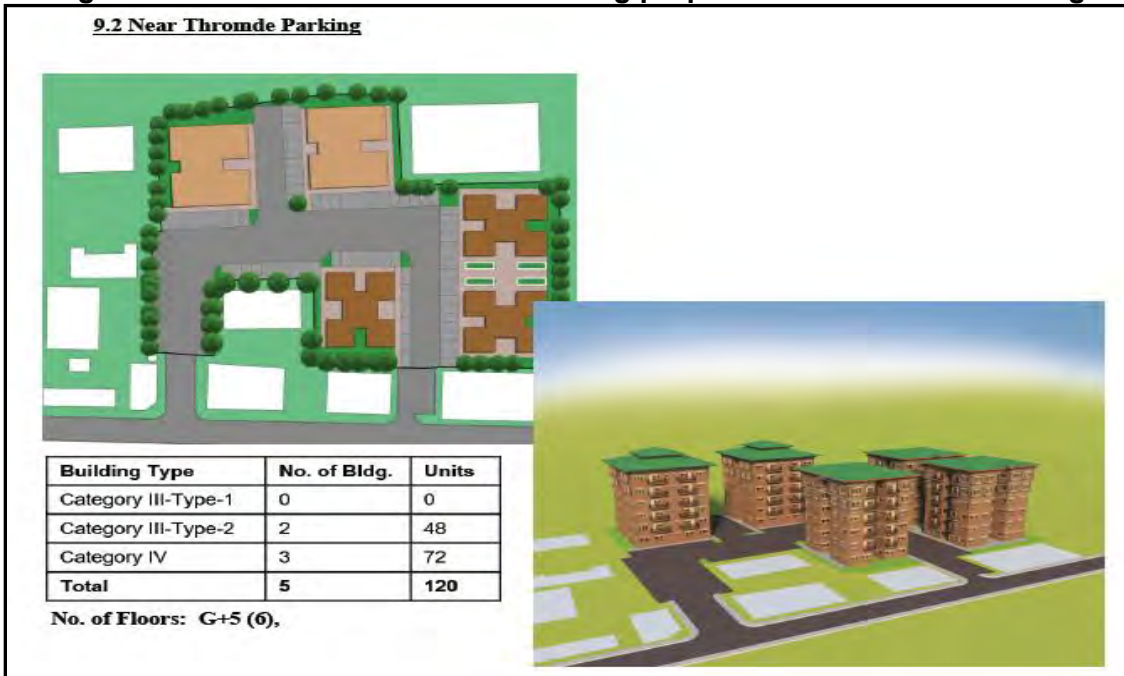 9.2 Near Thromde Parking
Building Type No. of Bldg. Units
Category III-Type-1 0 0
Category III-Type-2 2 48
Category IV 3 72
Total 5 120
No. of Floors: G+5 (6),